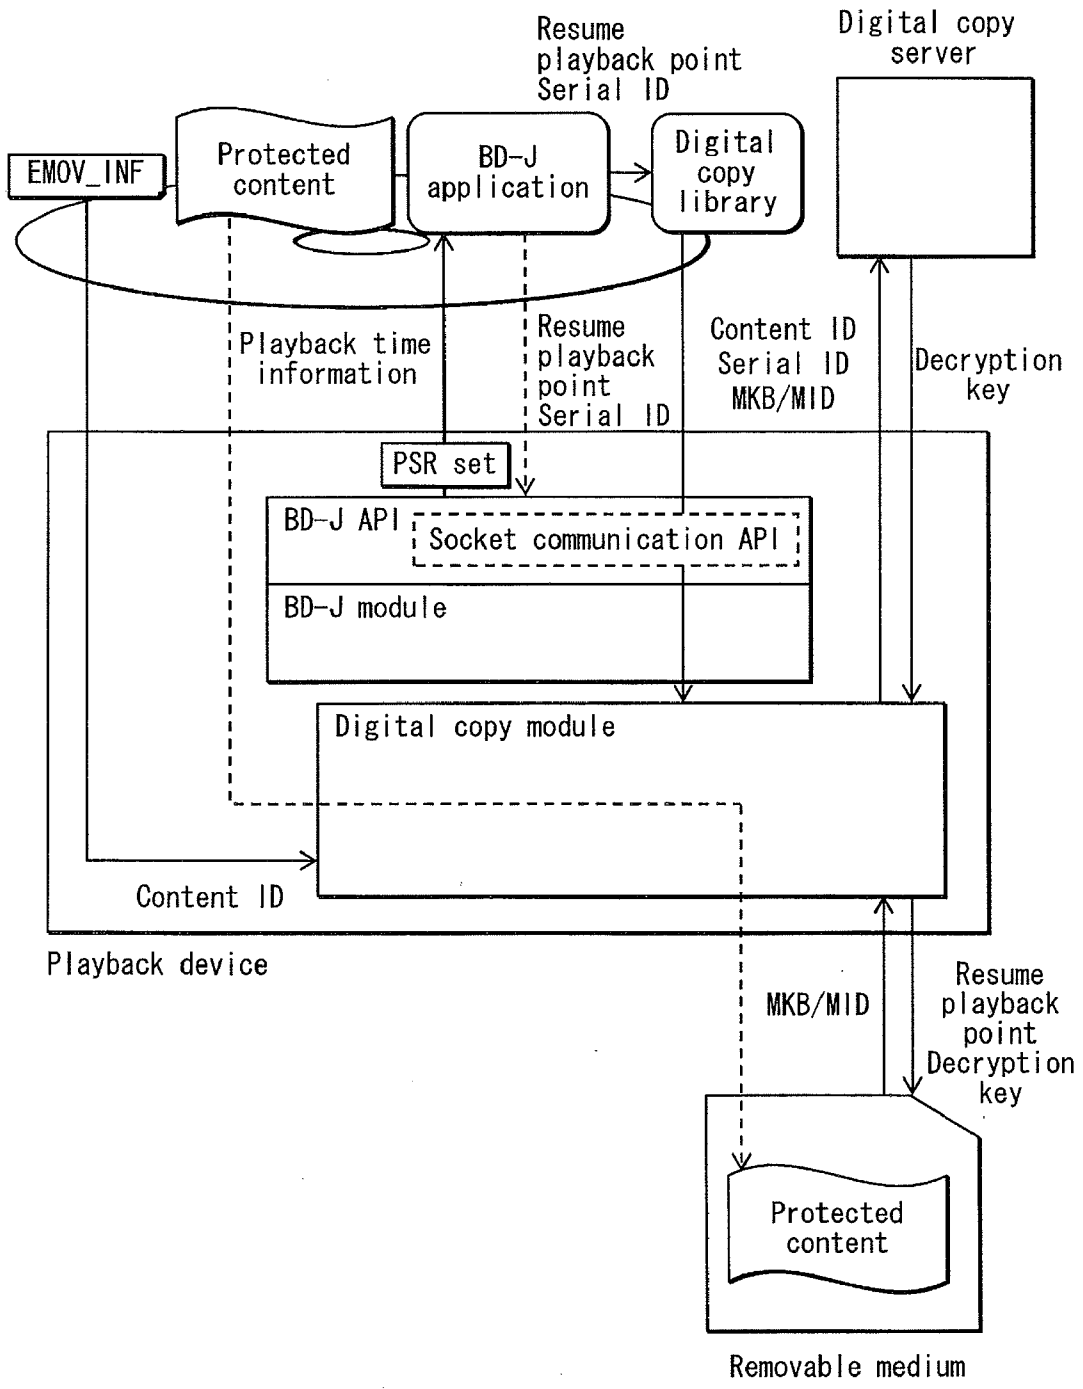 Resume
playback point
Serial ID
Digital copy
server
EMOV_INF
Protected
content
BD-J
application
Digital
copy
library
Playback time
information
Resume
playback
point
Serial ID
Content ID
Serial ID
MKB/MID
Decryption
key
PSR set
BD-J API
Socket communication API
BD-J module
Digital copy module
Content ID
Playback device
MKB/MID
Resume
playback
point
Decryption
key
Protected
content
Removable medium